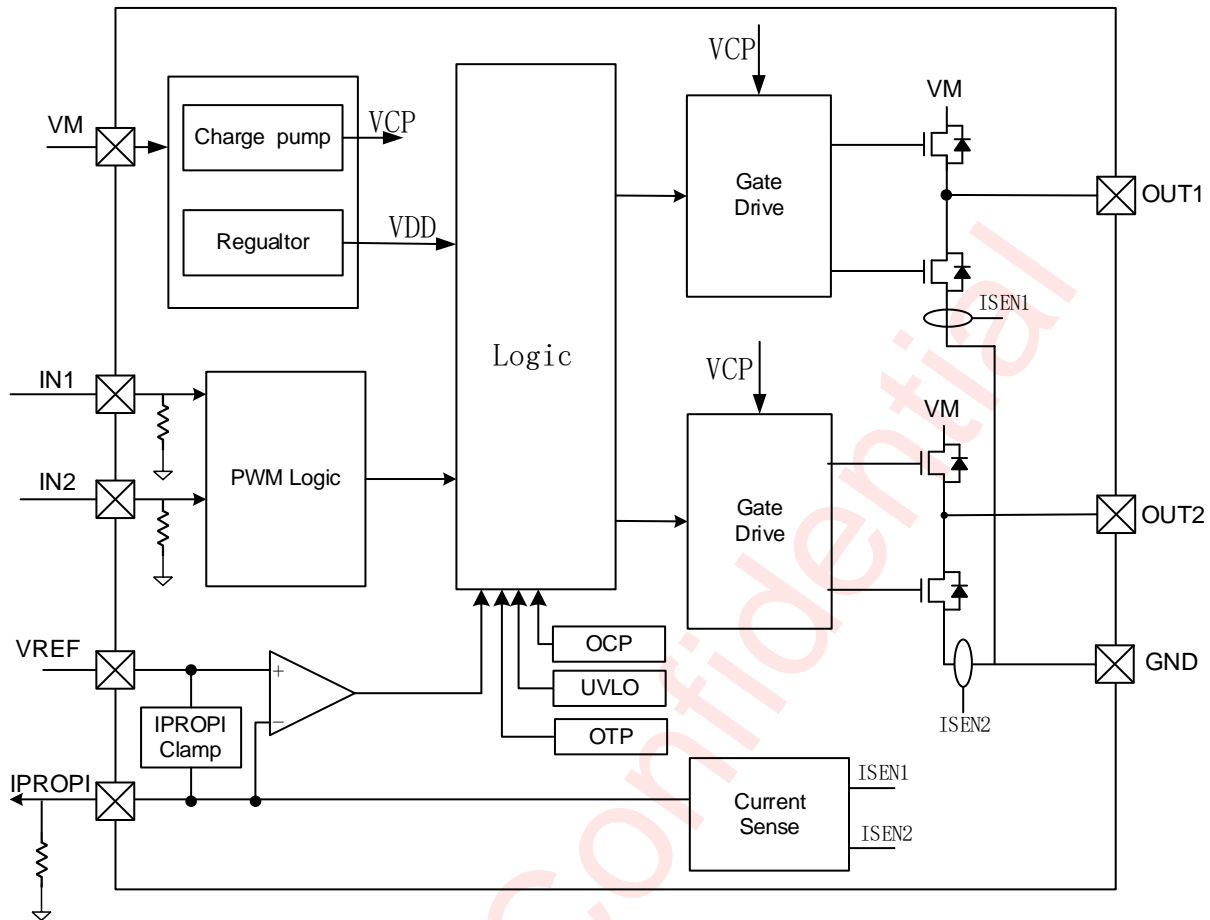 VCP
VM
VM
Charge pump
VCP
Gate
Drive
OUT1
Regualtor
VDD
ISEN1
Logic
IN1
VCP
VM
IN2
PWM Logic
Gate
Drive
OUT2
VREF
+
−
OCP
GND
UVLO
IPROPI
Clamp
OTP
ISEN2
IPROPI
Current
Sense
ISEN1
ISEN2
Confidential